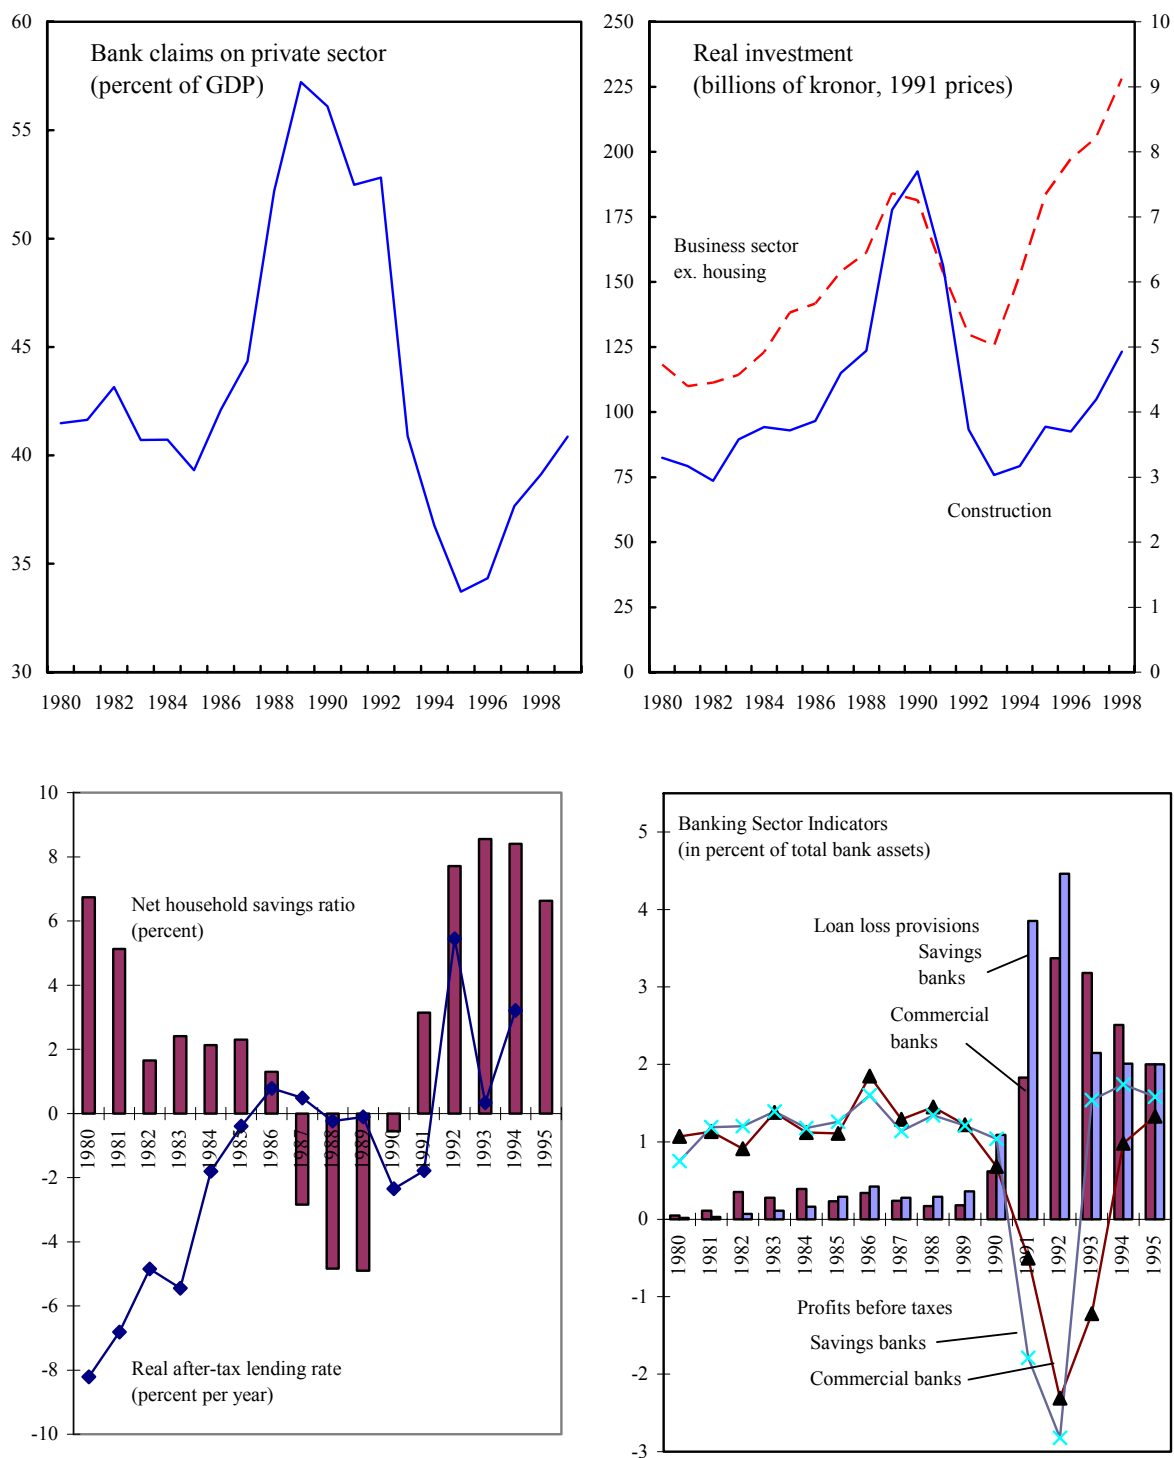 60
55
50
45
40
35
30
Bank claims on private sector
(percent of GDP)
1980 1982 1984 1986 1988 1990 1992 1994 1996 1998
250
225
200
175
150
125
100
75
50
25
0
Real investment
(billions of kronor, 1991 prices)
Business sector
ex. housing
Construction
10
9
8
7
6
5
4
3
2
1
0
1980 1982 1984 1986 1988 1990 1992 1994 1996 1998
10
8
6
4
2
0
-2
-4
-6
-8
-10
Net household savings ratio
(percent)
1980 1981 1982 1983 1984 1985 1986 1987 1988 1989 1990 1991 1992 1993 1994 1995
Real after-tax lending rate
(percent per year)
5
4
3
2
1
0
-1
-2
-3
Banking Sector Indicators
(in percent of total bank assets)
Loan loss provisions
Savings
banks
Commercial
banks
1980 1981 1982 1983 1984 1985 1986 1987 1988 1989 1990 1991 1992 1993 1994 1995
Profits before taxes
Savings banks
Commercial banks